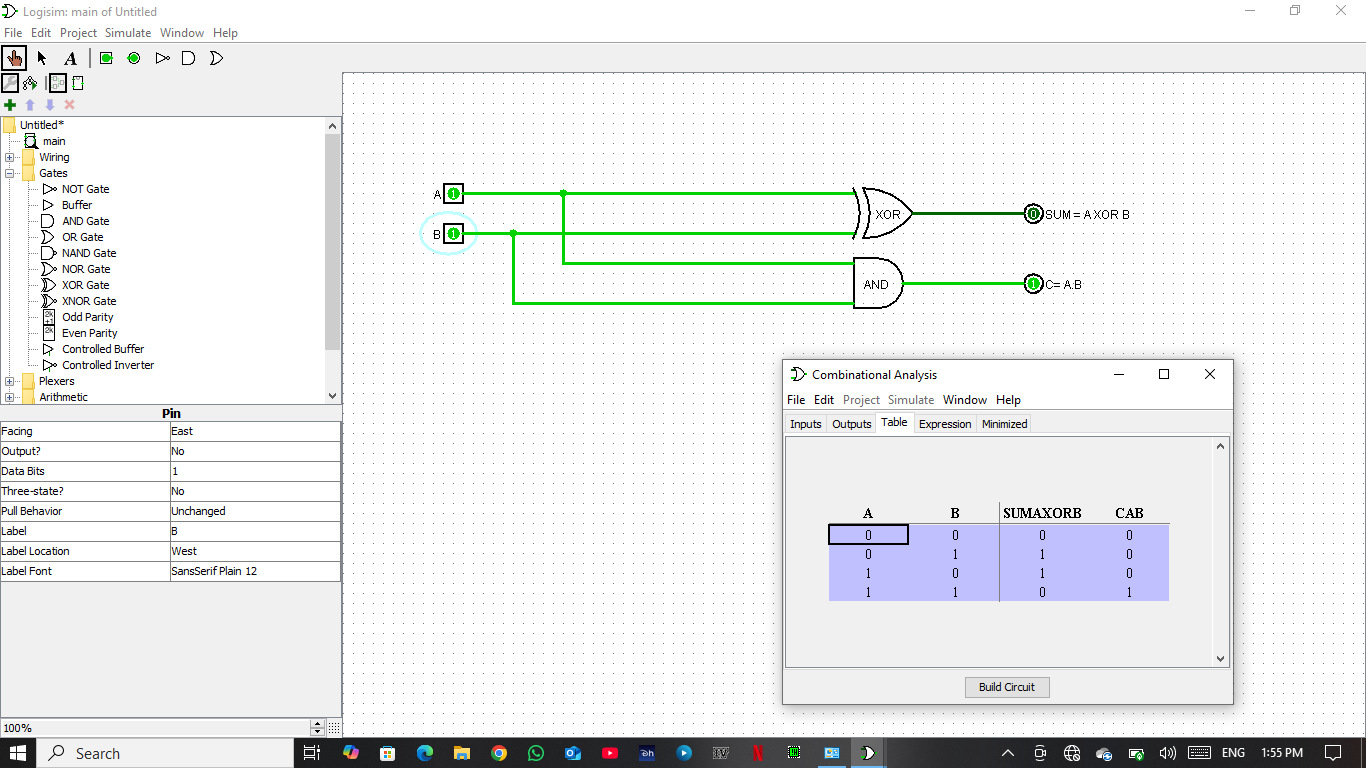 Logisim: main of Untitled
File Edit Project Simulate Window Help
A
Untitled*
main
Wiring
Gates
NOT Gate
Buffer
AND Gate
OR Gate
NAND Gate
NOR Gate
XOR Gate
XNOR Gate
Odd Parity
Even Parity
Controlled Buffer
Controlled Inverter
Plexers
Arithmetic
Pin
Facing East
Output? No
Data Bits 1
Three-state? No
Pull Behavior Unchanged
Label B
Label Location West
Label Font SansSerif Plain 12
100%
A 1
XOR
0 SUM = A XOR B
B 1
AND
1 C= A.B
Combinational Analysis
File Edit Project Simulate Window Help
Inputs Outputs Table Expression Minimized
A B SUMAXORB CAB
0 0 0 0
0 1 1 0
1 0 1 0
1 1 0 1
Build Circuit
Search
ENG 1:55 PM